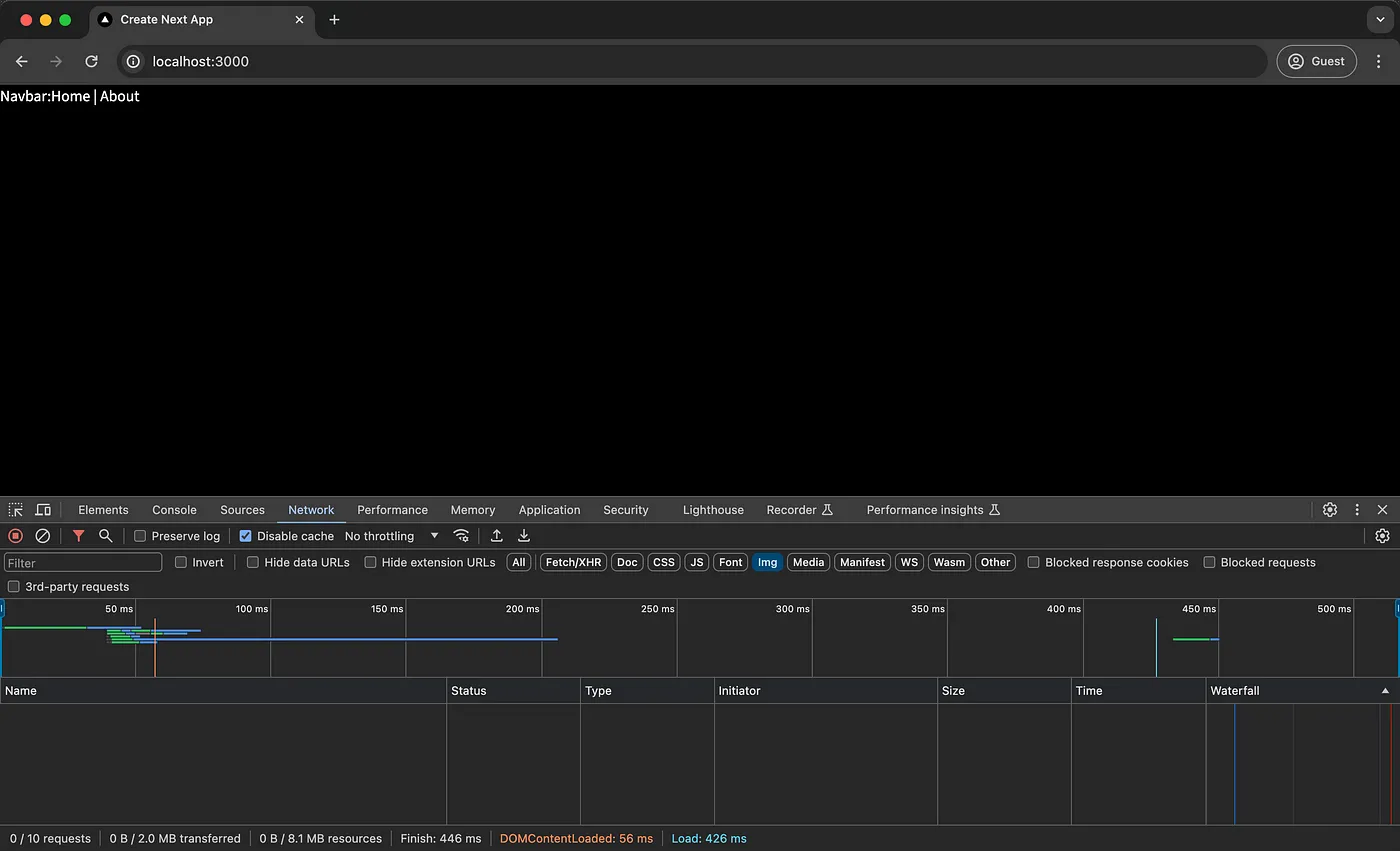 Create Next App
localhost:3000
Guest
Navbar:Home | About
Elements Console Sources Network Performance Memory Application Security Lighthouse Recorder Performance insights
Preserve log Disable cache No throttling
Filter Invert Hide data URLs Hide extension URLs All Fetch/XHR Doc CSS JS Font Img Media Manifest WS Wasm Other Blocked response cookies Blocked requests
3rd-party requests
50 ms 100 ms 150 ms 200 ms 250 ms 300 ms 350 ms 400 ms 450 ms 500 ms
Name Status Type Initiator Size Time Waterfall
0 / 10 requests 0 B / 2.0 MB transferred 0 B / 8.1 MB resources Finish: 446 ms DOMContentLoaded: 56 ms Load: 426 ms